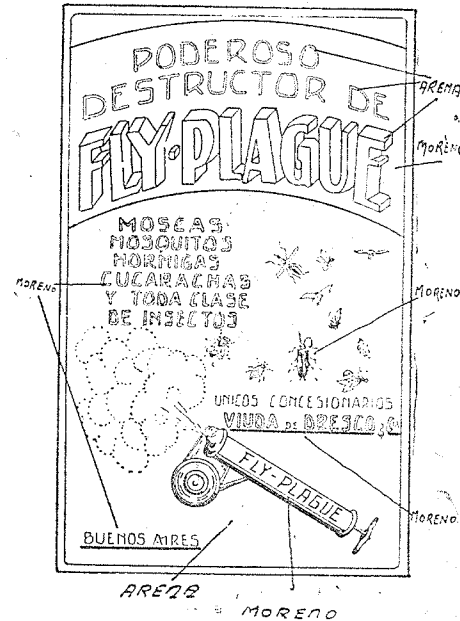 PODEROSO
DESTRUCTOR DE
FLY-PLAGUE
MOSCAS
MOSQUITOS
HORMIGAS
CUCARACHAS
Y TODA CLASE
DE INSECTOS
UNICOS CONCESIONARIOS
VIUDA DE DRESCO & Co
FLY-PLAGUE
BUENOS AIRES
ARENA
MORENO
MORENO
MORENO
MORENO
ARENA
MORENO